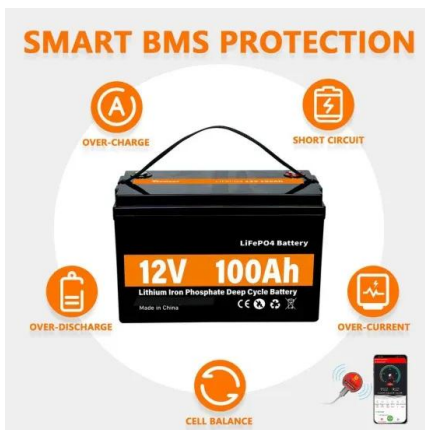 SMART BMS PROTECTION
A
OVER-CHARGE
SHORT CIRCUIT
LiFePO4 Battery
12V 100Ah
Lithium Iron Phosphate Deep Cycle Battery
Made in China
CE
OVER-DISCHARGE
OVER-CURRENT
CELL BALANCE